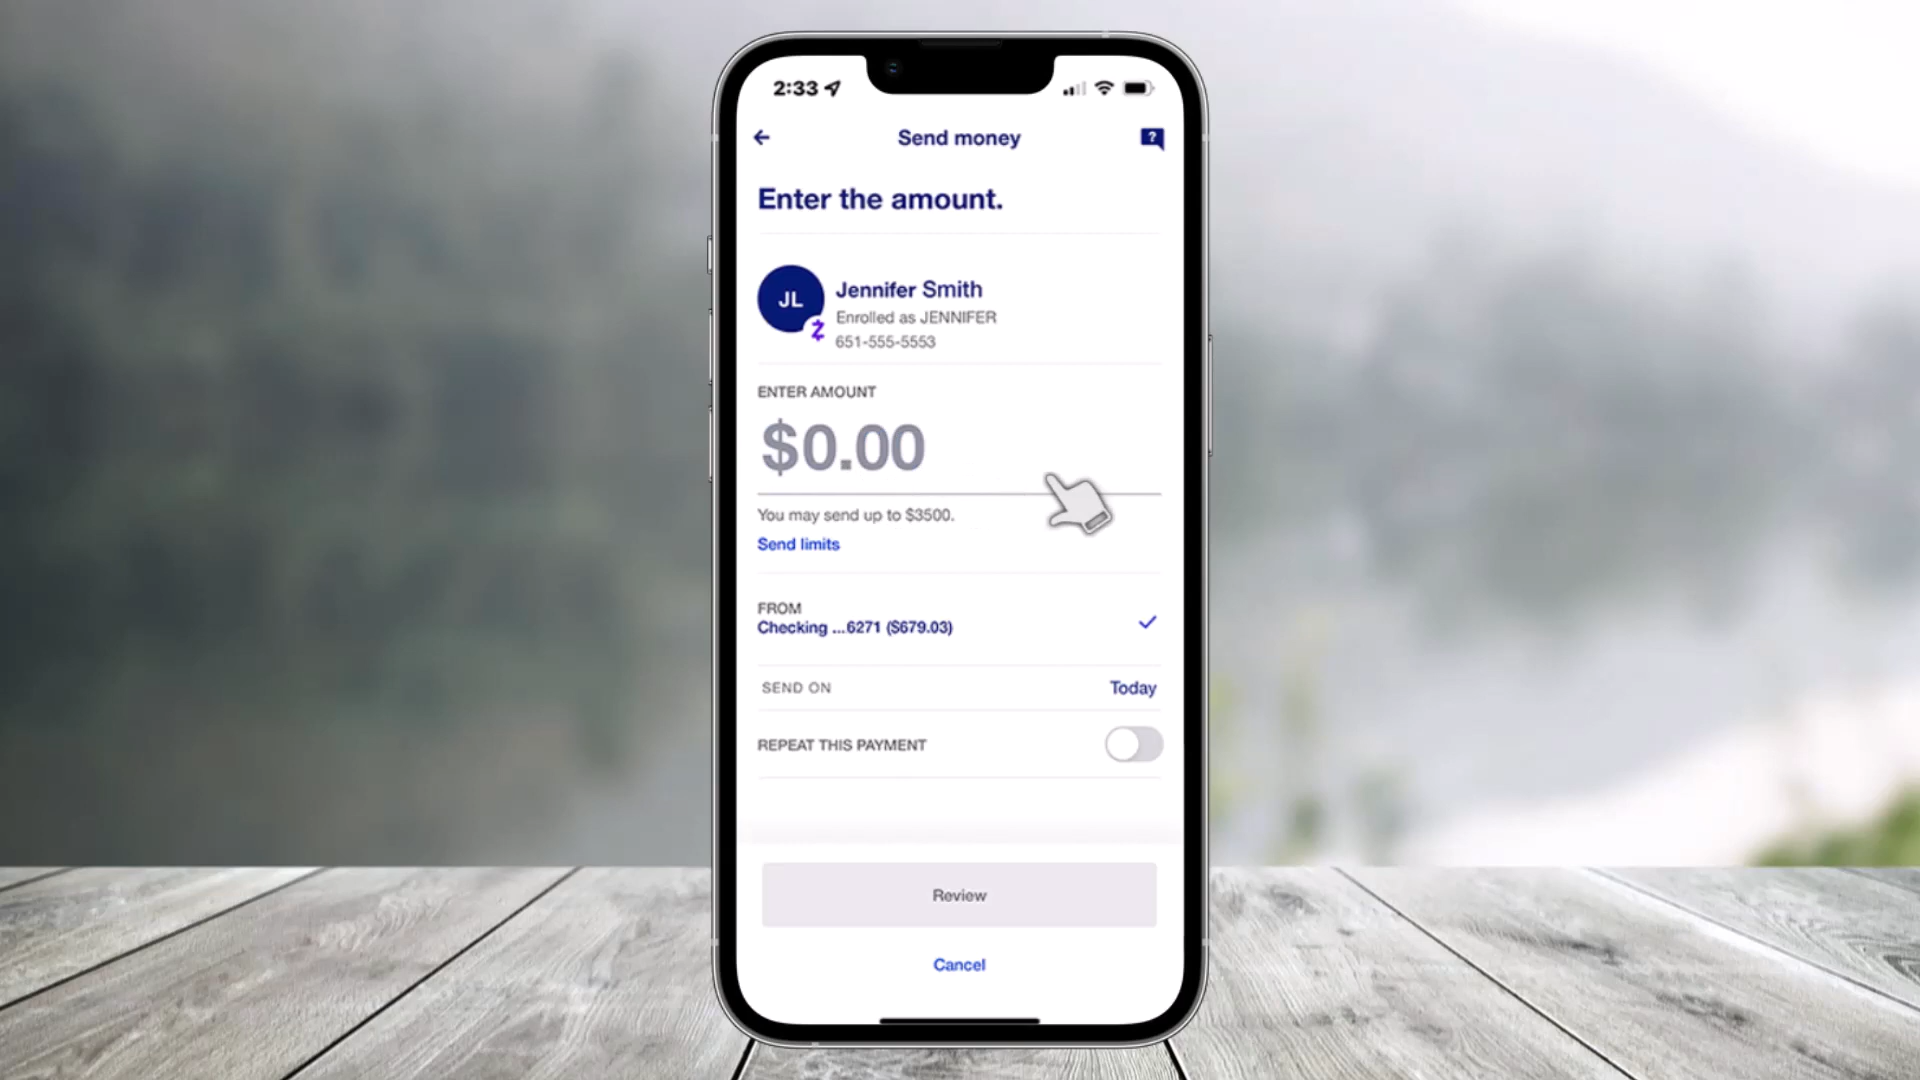 2:33
Send money
?
Enter the amount.
JL
Jennifer Smith
Enrolled as JENNIFER
651-555-5553
ENTER AMOUNT
$0.00
You may send up to $3500.
Send limits
FROM
Checking ...6271 ($679.03)
SEND ON
Today
REPEAT THIS PAYMENT
Review
Cancel